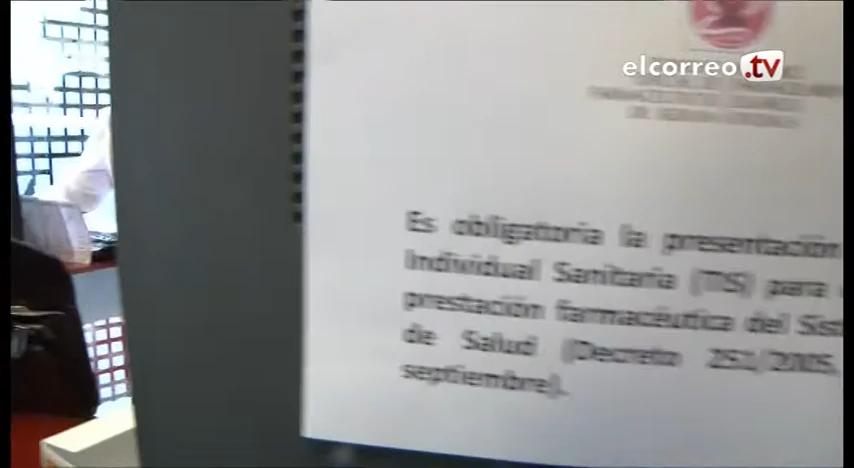 elcorreo.tv
Es obligatoria la presentación
Individual Sanitaria (TIS) para
prestación farmacéutica del
de Salud (Decreto 251/2005,
septiembre).